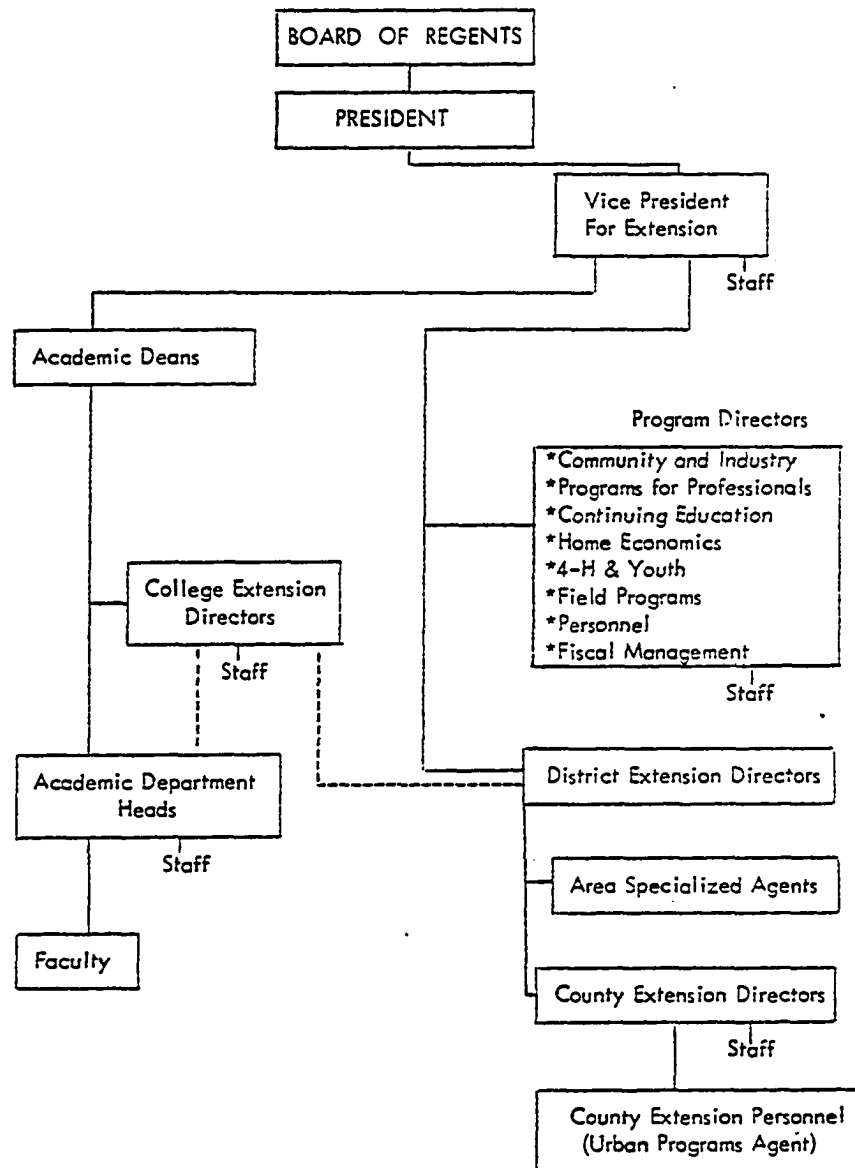 BOARD OF REGENTS
PRESIDENT
Vice President
For Extension
Staff
Academic Deans
Program Directors
*Community and Industry
*Programs for Professionals
*Continuing Education
*Home Economics
*4-H & Youth
*Field Programs
*Personnel
*Fiscal Management
Staff
College Extension
Directors
Staff
Academic Department
Heads
Staff
District Extension Directors
Area Specialized Agents
Faculty
County Extension Directors
Staff
County Extension Personnel
(Urban Programs Agent)